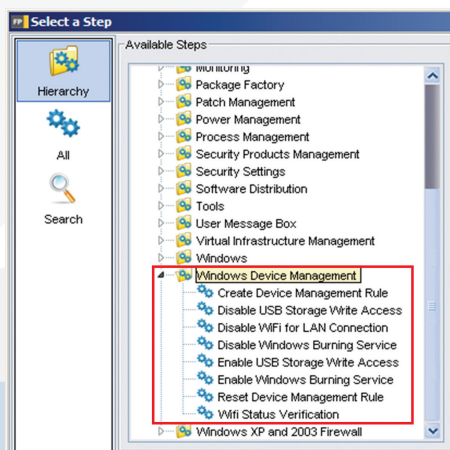 FP Select a Step
Hierarchy
All
Search
Available Steps
Monitoring
Package Factory
Patch Management
Power Management
Process Management
Security Products Management
Security Settings
Software Distribution
Tools
User Message Box
Virtual Infrastructure Management
Windows
Windows Device Management
Create Device Management Rule
Disable USB Storage Write Access
Disable WiFi for LAN Connection
Disable Windows Burning Service
Enable USB Storage Write Access
Enable Windows Burning Service
Reset Device Management Rule
Wifi Status Verification
Windows XP and 2003 Firewall